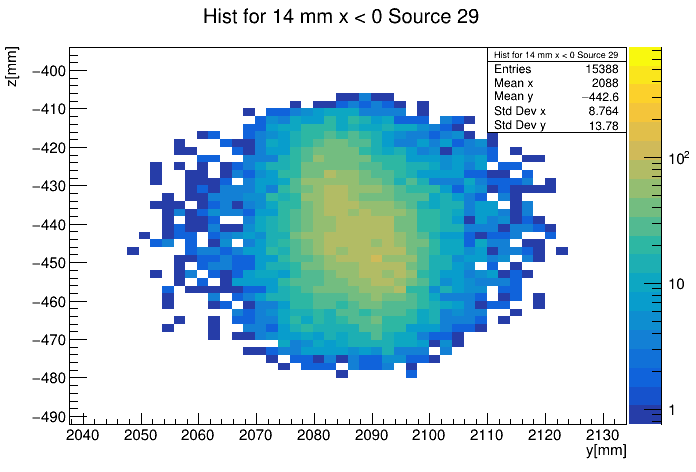 Hist for 14 mm x < 0 Source 29
z[mm]
Hist for 14 mm x < 0 Source 29
Entries 15388
Mean x 2088
Mean y −442.6
Std Dev x 8.764
Std Dev y 13.78
−400
−410
−420
−430
−440
−450
−460
−470
−480
−490
10²
10
1
2040 2050 2060 2070 2080 2090 2100 2110 2120 2130
y[mm]